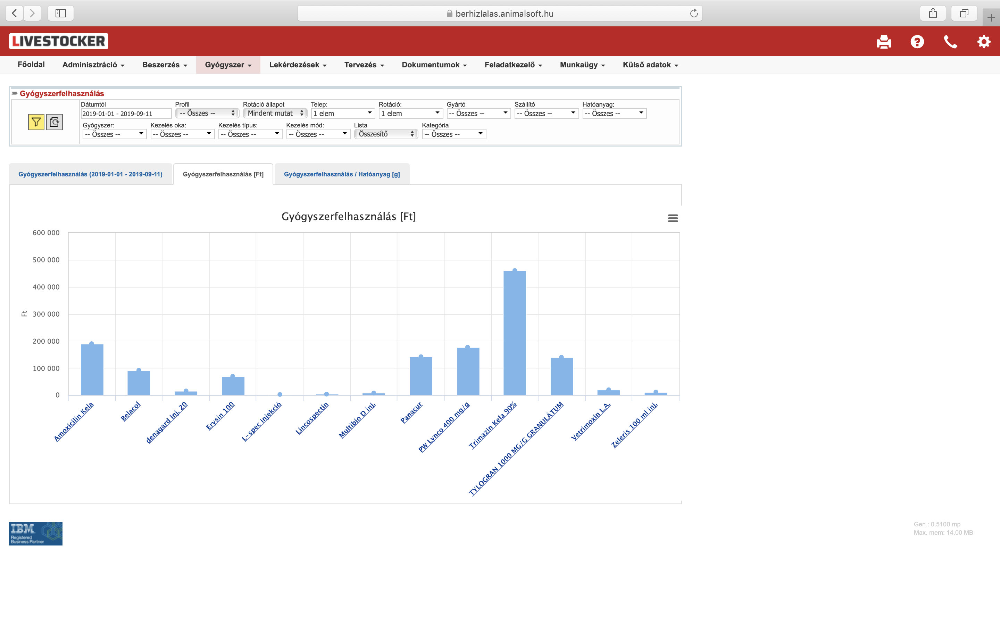 berhizlalas.animalsoft.hu
LIVESTOCKER
Főoldal Adminisztráció Beszerzés Gyógyszer Lekérdezések Tervezés Dokumentumok Feladatkezelő Munkaügy Külső adatok
Gyógyszerfelhasználás
Dátumtól Profil Rotáció állapot Telep: Rotáció: Gyártó Szállító Hatóanyag:
2019-01-01 - 2019-09-11 -- Összes -- Mindent mutat 1 elem 1 elem -- Összes -- -- Összes -- -- Összes --
Gyógyszer: Kezelés oka: Kezelés típus: Kezelés mód: Lista Kategória
-- Összes -- -- Összes -- -- Összes -- -- Összes -- Összesítő -- Összes --
Gyógyszerfelhasználás (2019-01-01 - 2019-09-11) Gyógyszerfelhasználás [Ft] Gyógyszerfelhasználás / Hatóanyag [g]
Gyógyszerfelhasználás [Ft]
600 000
500 000
400 000
300 000
200 000
100 000
0
Ft
Amoxicilin Kela
Belacol
denagard inj. 20
Erysin 100
L-spec injekció
Lincospectin
Multibio D inj.
Panacur
PW Lynco 400 mg/g
Trimazin Kela 90%
TYLOGRAN 1000 MG/G GRANULÁTUM
Vetrimoxin L.A.
Zeleris 100 ml inj.
IBM
Registered
Business Partner
Gen.: 0.5100 mp
Max. mem: 14.00 MB